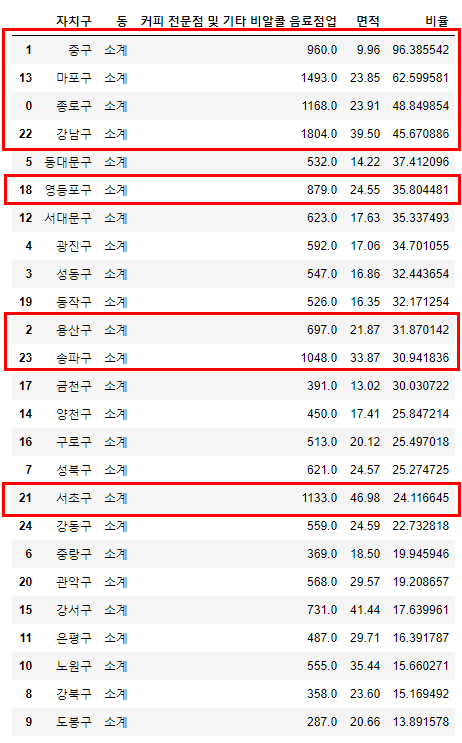 자치구 동 커피 전문점 및 기타 비알콜 음료점업 면적 비율
1 중구 소계 960.0 9.96 96.385542
13 마포구 소계 1493.0 23.85 62.599581
0 종로구 소계 1168.0 23.91 48.849854
22 강남구 소계 1804.0 39.50 45.670886
5 동대문구 소계 532.0 14.22 37.412096
18 영등포구 소계 879.0 24.55 35.804481
12 서대문구 소계 623.0 17.63 35.337493
4 광진구 소계 592.0 17.06 34.701055
3 성동구 소계 547.0 16.86 32.443654
19 동작구 소계 526.0 16.35 32.171254
2 용산구 소계 697.0 21.87 31.870142
23 송파구 소계 1048.0 33.87 30.941836
17 금천구 소계 391.0 13.02 30.030722
14 양천구 소계 450.0 17.41 25.847214
16 구로구 소계 513.0 20.12 25.497018
7 성북구 소계 621.0 24.57 25.274725
21 서초구 소계 1133.0 46.98 24.116645
24 강동구 소계 559.0 24.59 22.732818
6 중랑구 소계 369.0 18.50 19.945946
20 관악구 소계 568.0 29.57 19.208657
15 강서구 소계 731.0 41.44 17.639961
11 은평구 소계 487.0 29.71 16.391787
10 노원구 소계 555.0 35.44 15.660271
8 강북구 소계 358.0 23.60 15.169492
9 도봉구 소계 287.0 20.66 13.891578